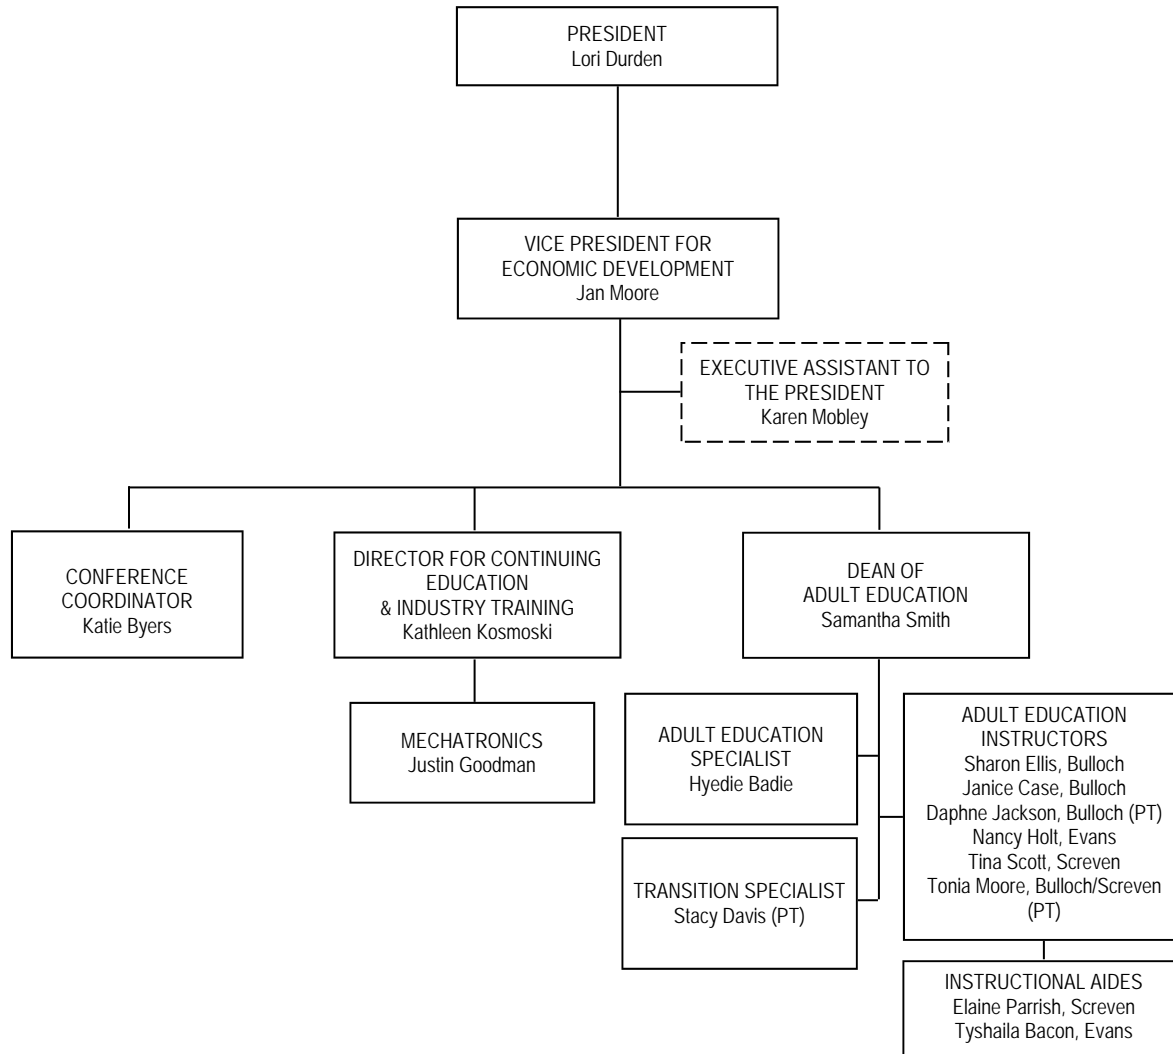 PRESIDENT
Lori Durden
VICE PRESIDENT FOR
ECONOMIC DEVELOPMENT
Jan Moore
EXECUTIVE ASSISTANT TO
THE PRESIDENT
Karen Mobley
CONFERENCE
COORDINATOR
Katie Byers
DIRECTOR FOR CONTINUING
EDUCATION
& INDUSTRY TRAINING
Kathleen Kosmoski
DEAN OF
ADULT EDUCATION
Samantha Smith
MECHATRONICS
Justin Goodman
ADULT EDUCATION
SPECIALIST
Hyedie Badie
ADULT EDUCATION
INSTRUCTORS
Sharon Ellis, Bulloch
Janice Case, Bulloch
Daphne Jackson, Bulloch (PT)
Nancy Holt, Evans
Tina Scott, Screven
Tonia Moore, Bulloch/Screven
(PT)
TRANSITION SPECIALIST
Stacy Davis (PT)
INSTRUCTIONAL AIDES
Elaine Parrish, Screven
Tyshaila Bacon, Evans